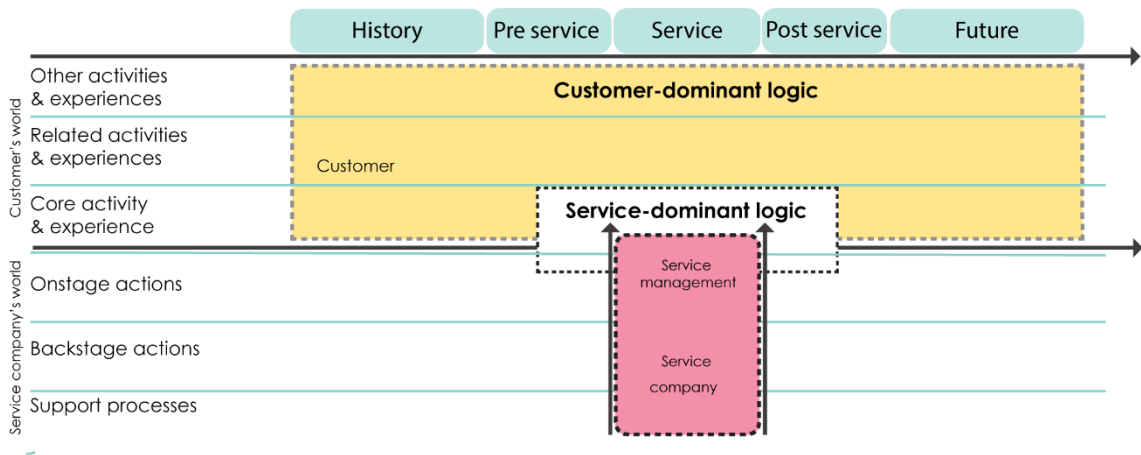 History
Pre service
Service
Post service
Future
Customer's world
Other activities
& experiences
Customer-dominant logic
Related activities
& experiences
Customer
Core activity
& experience
Service-dominant logic
Service company's world
Onstage actions
Service
management
Backstage actions
Service
company
Support processes